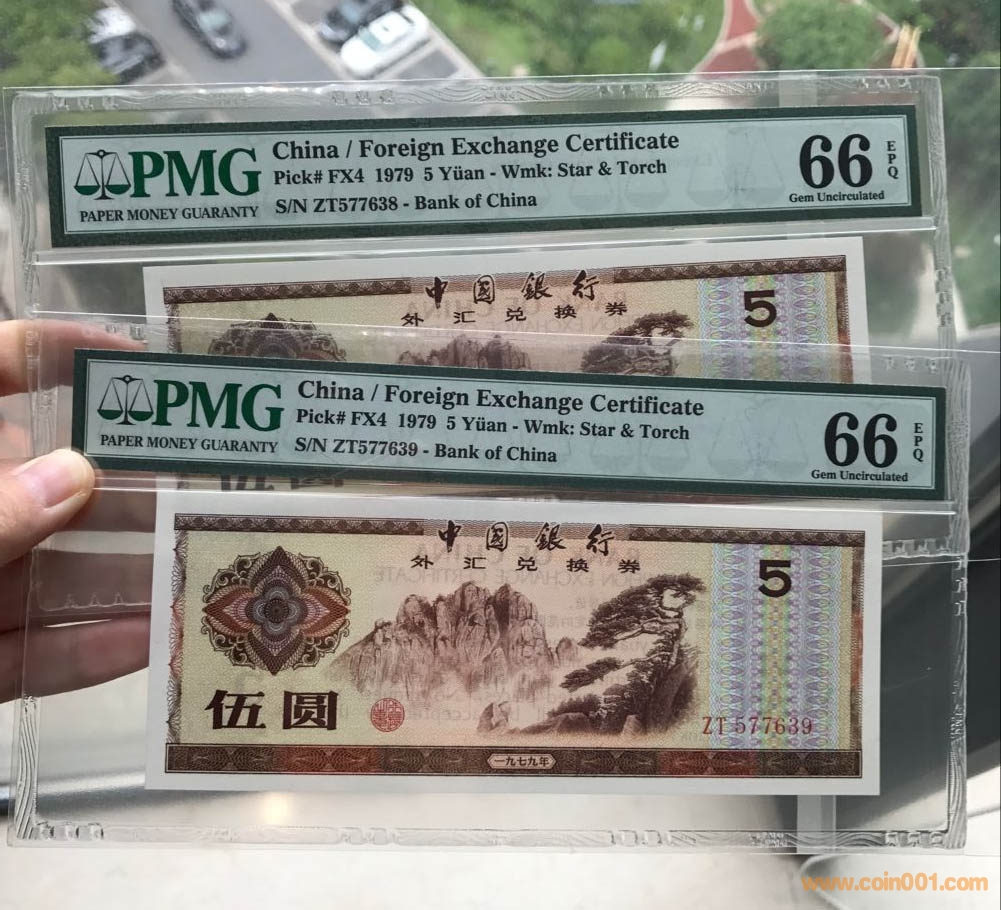 PMG
PAPER MONEY GUARANTY
China / Foreign Exchange Certificate
Pick# FX4 1979 5 Yüan - Wmk: Star & Torch
S/N ZT577638 - Bank of China
66
EPQ
Gem Uncirculated
中國銀行
外汇兑换券
5
PMG
PAPER MONEY GUARANTY
China / Foreign Exchange Certificate
Pick# FX4 1979 5 Yüan - Wmk: Star & Torch
S/N ZT577639 - Bank of China
66
EPQ
Gem Uncirculated
中國銀行
外汇兑换券
5
伍圆
ZT 577639
一九七九年
www.coin001.com